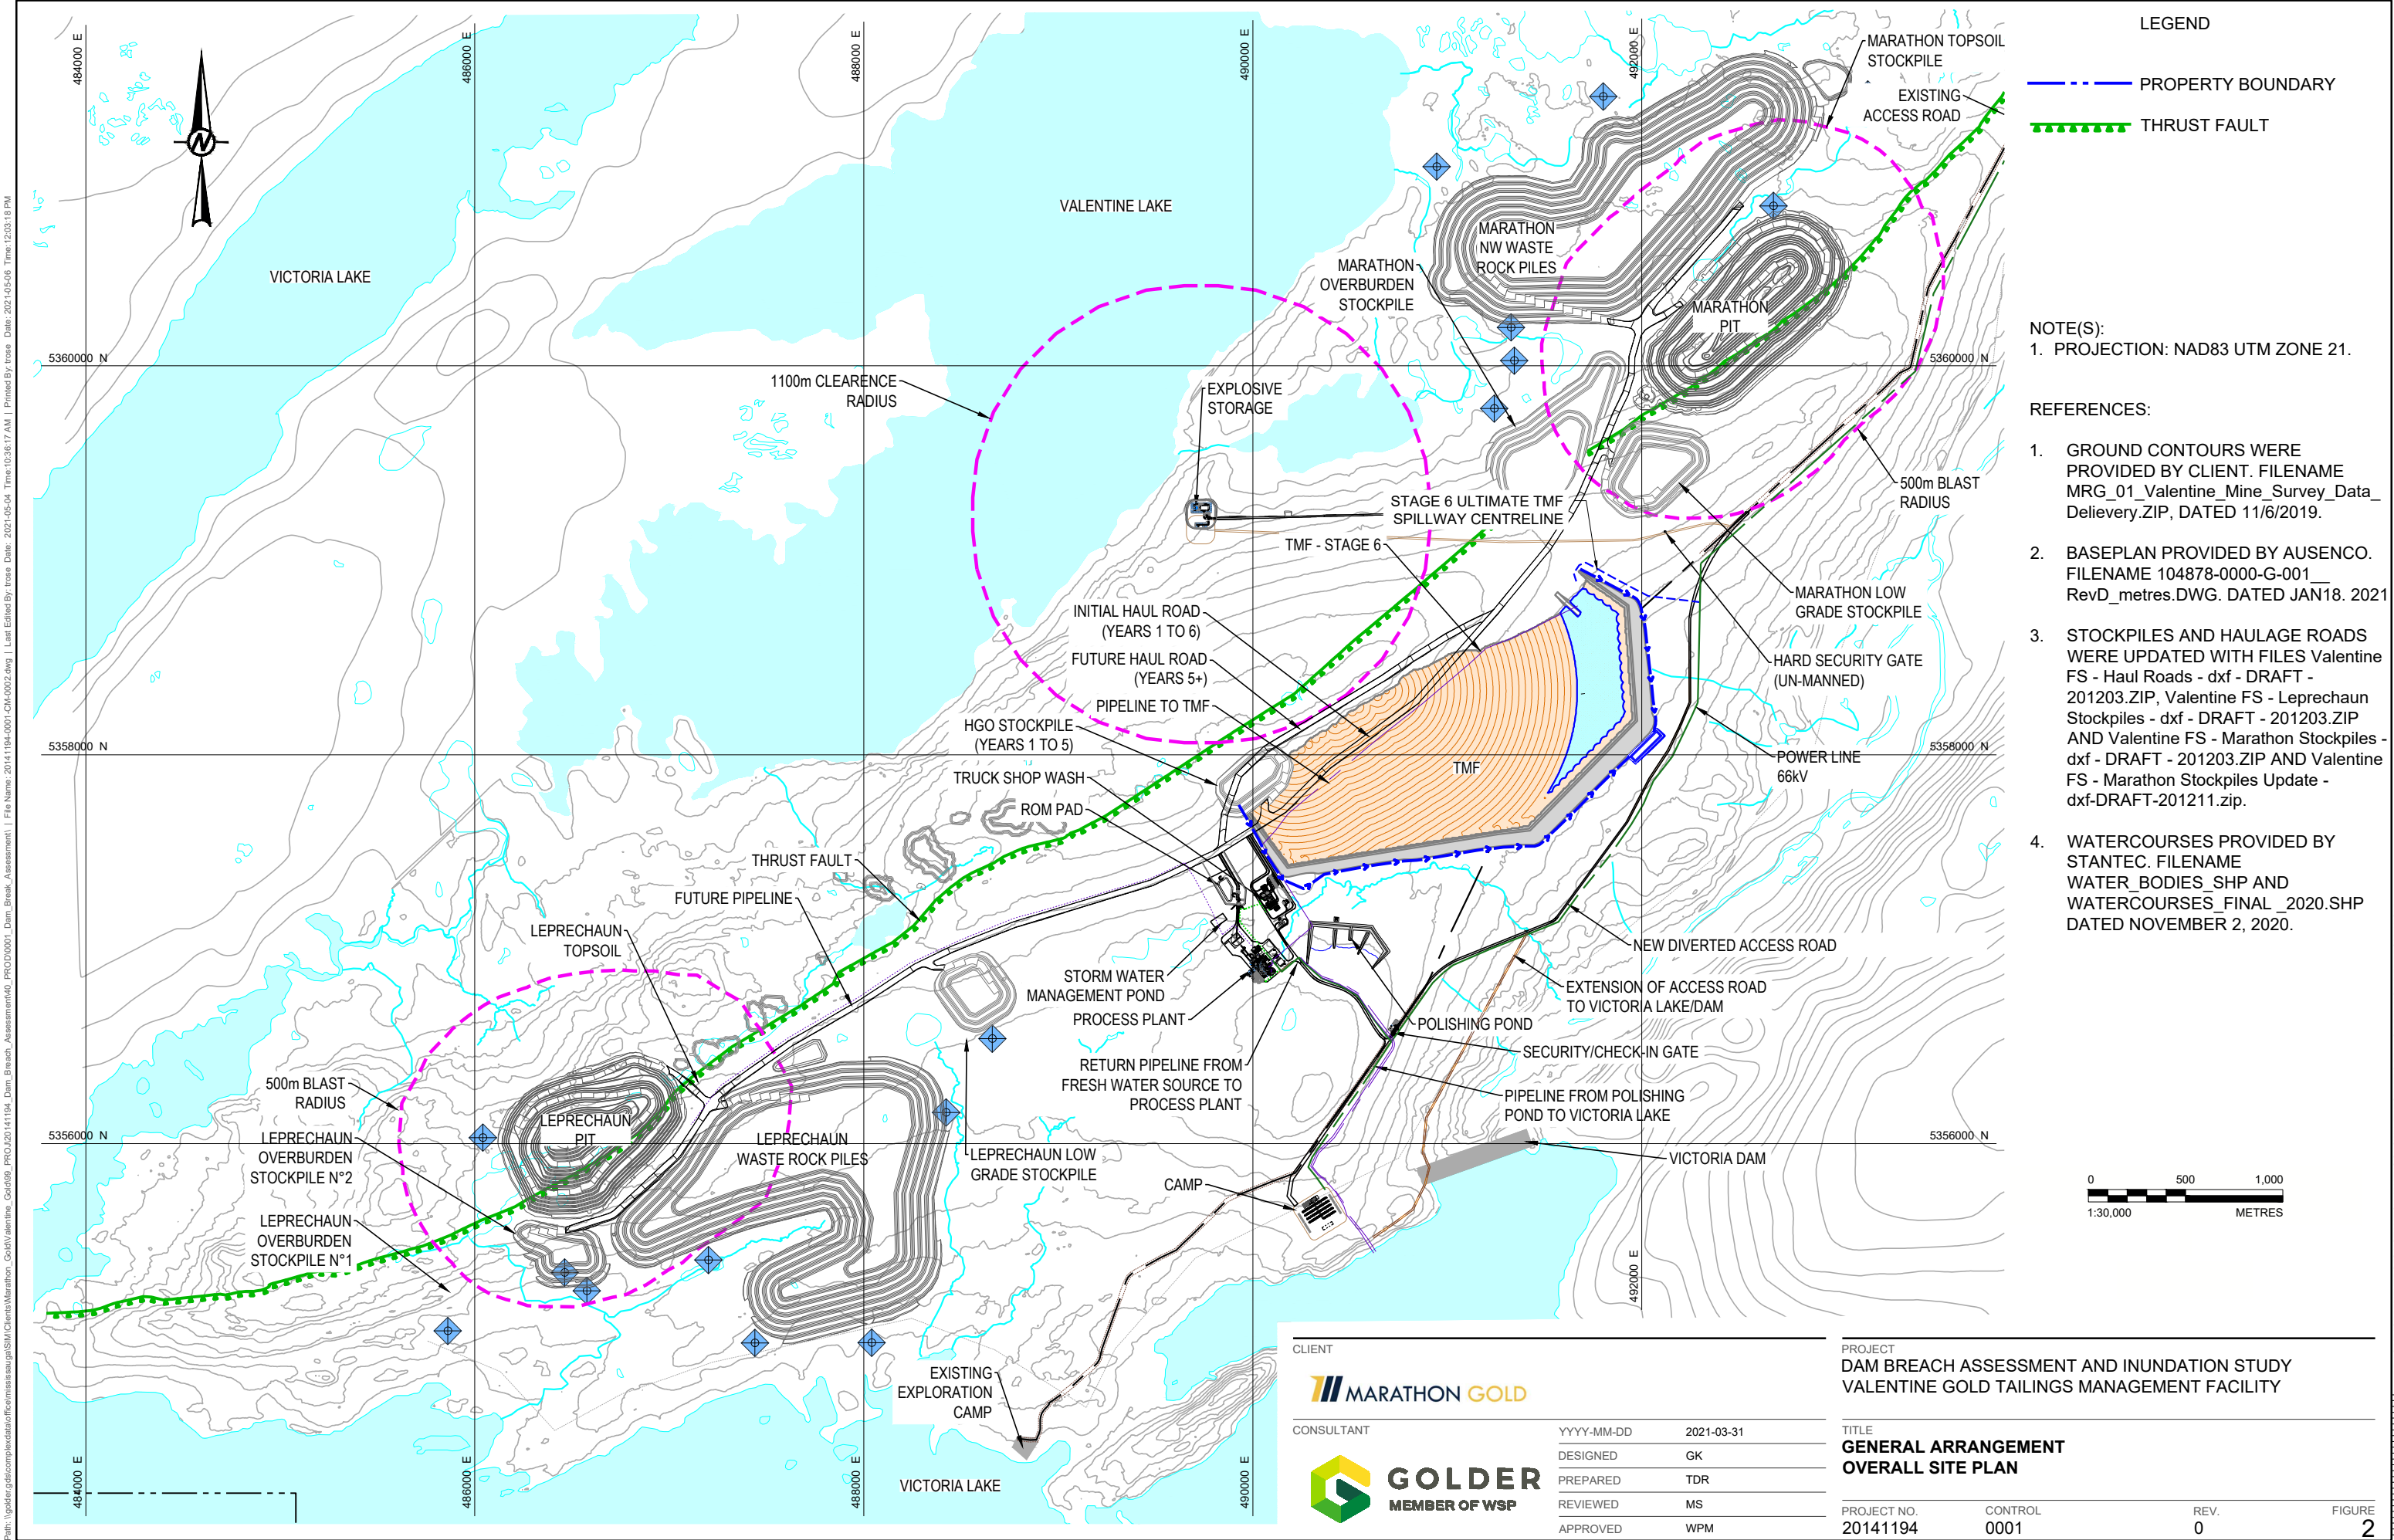 484000 E
486000 E
488000 E
490000 E
492000 E
MARATHON TOPSOIL
STOCKPILE
EXISTING
ACCESS ROAD
N
VICTORIA LAKE
VALENTINE LAKE
MARATHON
NW WASTE
ROCK PILES
MARATHON
OVERBURDEN
STOCKPILE
MARATHON
PIT
5360000 N
5360000 N
1100m CLEARENCE
RADIUS
EXPLOSIVE
STORAGE
500m BLAST
RADIUS
STAGE 6 ULTIMATE TMF
SPILLWAY CENTRELINE
TMF - STAGE 6
MARATHON LOW
GRADE STOCKPILE
INITIAL HAUL ROAD
(YEARS 1 TO 6)
FUTURE HAUL ROAD
(YEARS 5+)
PIPELINE TO TMF
HARD SECURITY GATE
(UN-MANNED)
HGO STOCKPILE
(YEARS 1 TO 5)
5358000 N
5358000 N
POWER LINE
66kV
TMF
TRUCK SHOP WASH
ROM PAD
THRUST FAULT
FUTURE PIPELINE
LEPRECHAUN
TOPSOIL
NEW DIVERTED ACCESS ROAD
STORM WATER
MANAGEMENT POND
PROCESS PLANT
EXTENSION OF ACCESS ROAD
TO VICTORIA LAKE/DAM
POLISHING POND
SECURITY/CHECK-IN GATE
RETURN PIPELINE FROM
FRESH WATER SOURCE TO
PROCESS PLANT
PIPELINE FROM POLISHING
POND TO VICTORIA LAKE
500m BLAST
RADIUS
LEPRECHAUN
PIT
LEPRECHAUN
WASTE ROCK PILES
5356000 N
5356000 N
LEPRECHAUN
OVERBURDEN
STOCKPILE N°2
LEPRECHAUN LOW
GRADE STOCKPILE
VICTORIA DAM
CAMP
LEPRECHAUN
OVERBURDEN
STOCKPILE N°1
EXISTING
EXPLORATION
CAMP
VICTORIA LAKE
484000 E
486000 E
488000 E
490000 E
492000 E
LEGEND
PROPERTY BOUNDARY
THRUST FAULT
NOTE(S):
1. PROJECTION: NAD83 UTM ZONE 21.
REFERENCES:
1. GROUND CONTOURS WERE
PROVIDED BY CLIENT. FILENAME
MRG_01_Valentine_Mine_Survey_Data_
Delievery.ZIP, DATED 11/6/2019.
2. BASEPLAN PROVIDED BY AUSENCO.
FILENAME 104878-0000-G-001__
RevD_metres.DWG. DATED JAN18. 2021
3. STOCKPILES AND HAULAGE ROADS
WERE UPDATED WITH FILES Valentine
FS - Haul Roads - dxf - DRAFT -
201203.ZIP, Valentine FS - Leprechaun
Stockpiles - dxf - DRAFT - 201203.ZIP
AND Valentine FS - Marathon Stockpiles -
dxf - DRAFT - 201203.ZIP AND Valentine
FS - Marathon Stockpiles Update -
dxf-DRAFT-201211.zip.
4. WATERCOURSES PROVIDED BY
STANTEC. FILENAME
WATER_BODIES_SHP AND
WATERCOURSES_FINAL _2020.SHP
DATED NOVEMBER 2, 2020.
0 500 1,000
1:30,000 METRES
CLIENT
MARATHON GOLD
CONSULTANT
GOLDER
MEMBER OF WSP
YYYY-MM-DD 2021-03-31
DESIGNED GK
PREPARED TDR
REVIEWED MS
APPROVED WPM
PROJECT
DAM BREACH ASSESSMENT AND INUNDATION STUDY
VALENTINE GOLD TAILINGS MANAGEMENT FACILITY
TITLE
GENERAL ARRANGEMENT
OVERALL SITE PLAN
PROJECT NO. CONTROL REV. FIGURE
20141194 0001 0 2